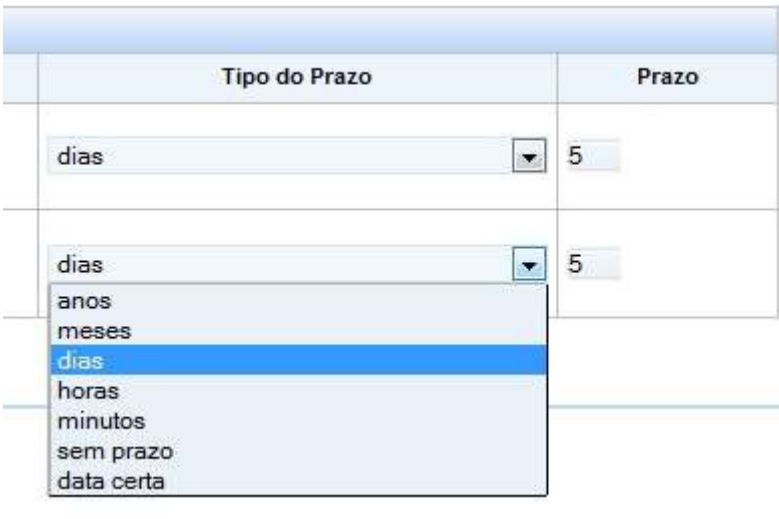 Tipo do Prazo Prazo
dias 5
dias 5
anos
meses
dias
horas
minutos
sem prazo
data certa